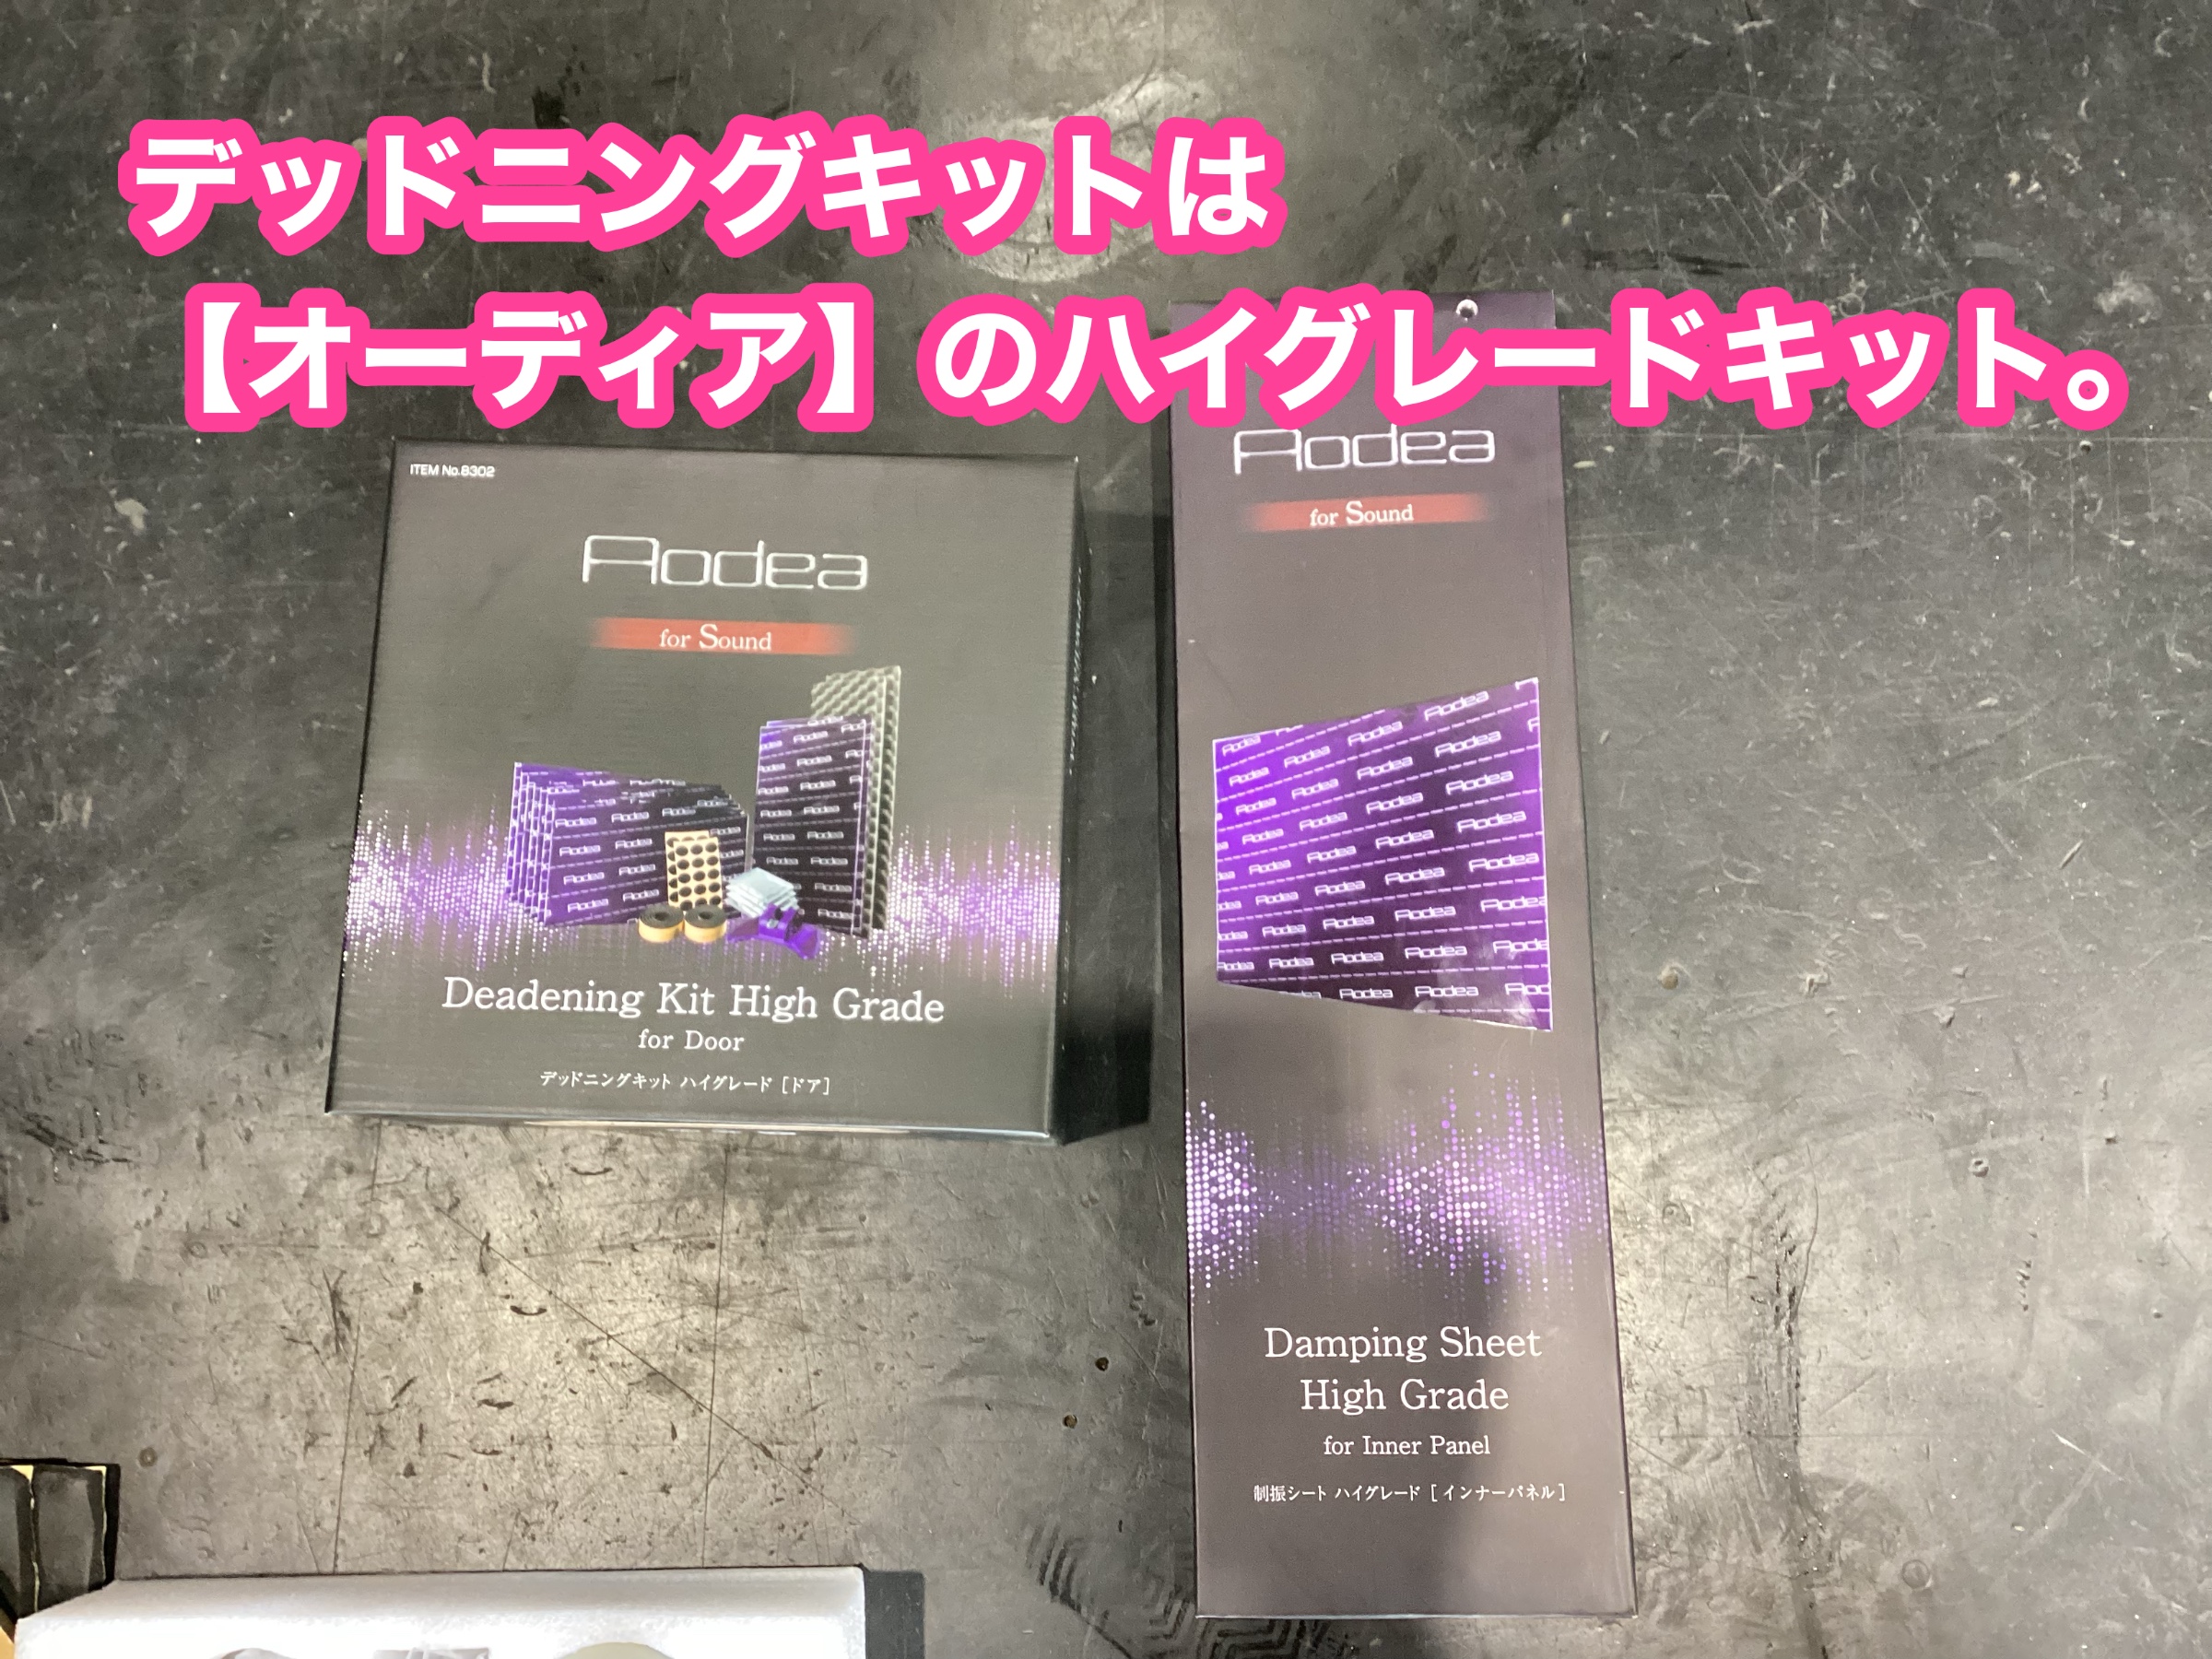 デッドニングキットは
【オーディア】のハイグレードキット。
ITEM No.8302
Aodea
for Sound
Deadening Kit High Grade
for Door
デッドニングキット ハイグレード［ドア］
Aodea
for Sound
Damping Sheet
High Grade
for Inner Panel
制振シート ハイグレード［インナーパネル］